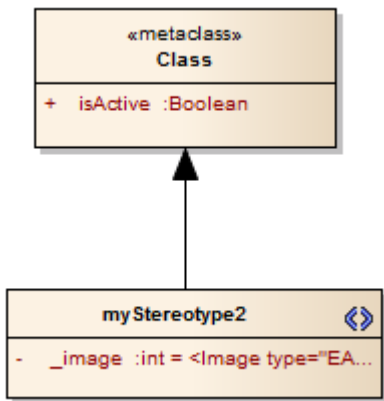 «metaclass»
Class
+ isActive :Boolean
myStereotype2
- _image :int = <Image type="EA...